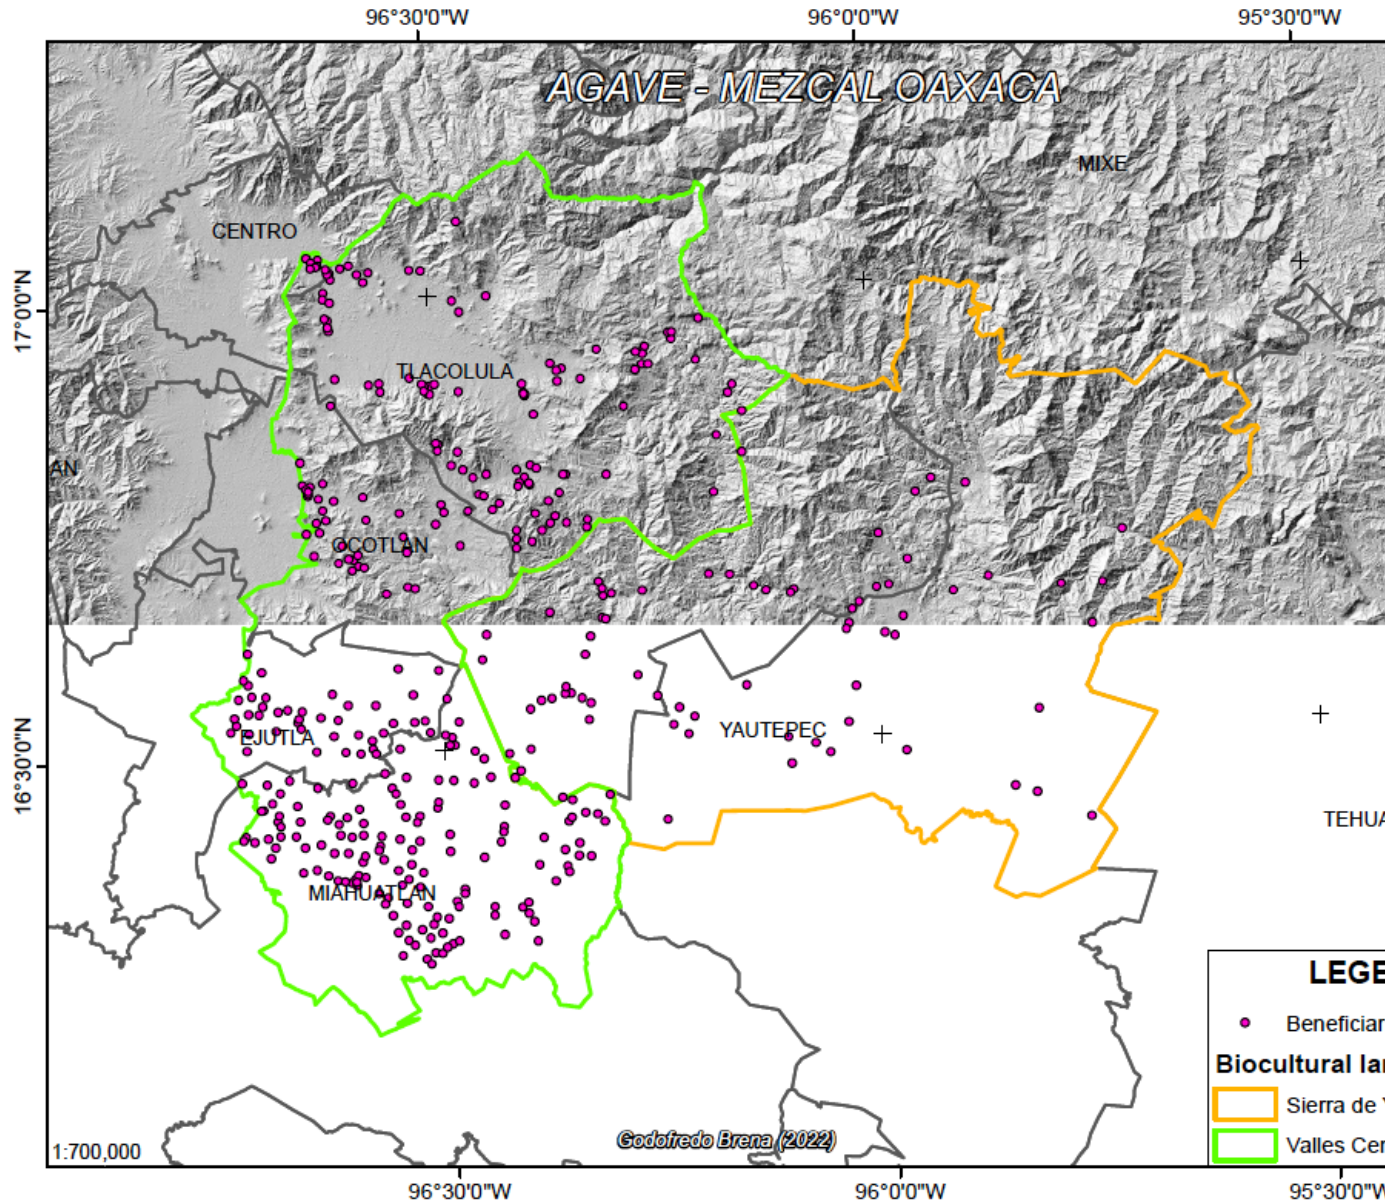 96°30'0"W 96°0'0"W 95°30'0"W
AGAVE - MEZCAL OAXACA
MIXE
CENTRO
17°0'0"N
TLACOLULA
AN
OCOTLAN
YAUTEPEC
EJUTLA
16°30'0"N
TEHUA
MIAHUATLAN
LEGE
Beneficiar
Biocultural lan
Sierra de Y
Valles Cen
Godofredo Brena (2022)
1:700,000
96°30'0"W 96°0'0"W 95°30'0"W